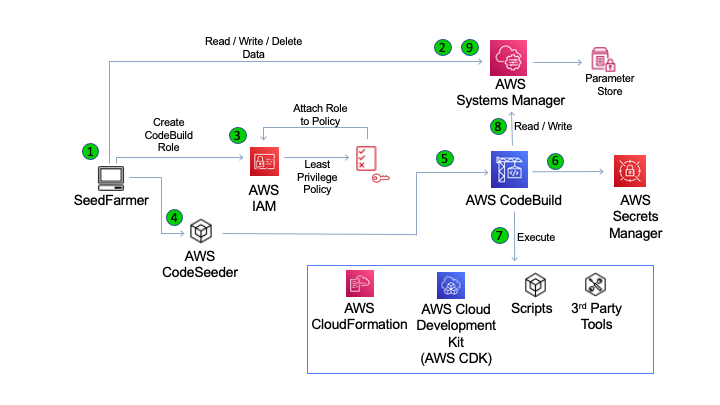 Read / Write / Delete
Data
2
9
AWS
Systems Manager
Parameter
Store
1
SeedFarmer
Create
CodeBuild
Role
3
Attach Role
to Policy
AWS
IAM
Least
Privilege
Policy
8
Read / Write
5
AWS CodeBuild
6
AWS
Secrets
Manager
4
AWS
CodeSeeder
7
Execute
AWS
CloudFormation
AWS Cloud
Development
Kit
(AWS CDK)
Scripts
3rd Party
Tools